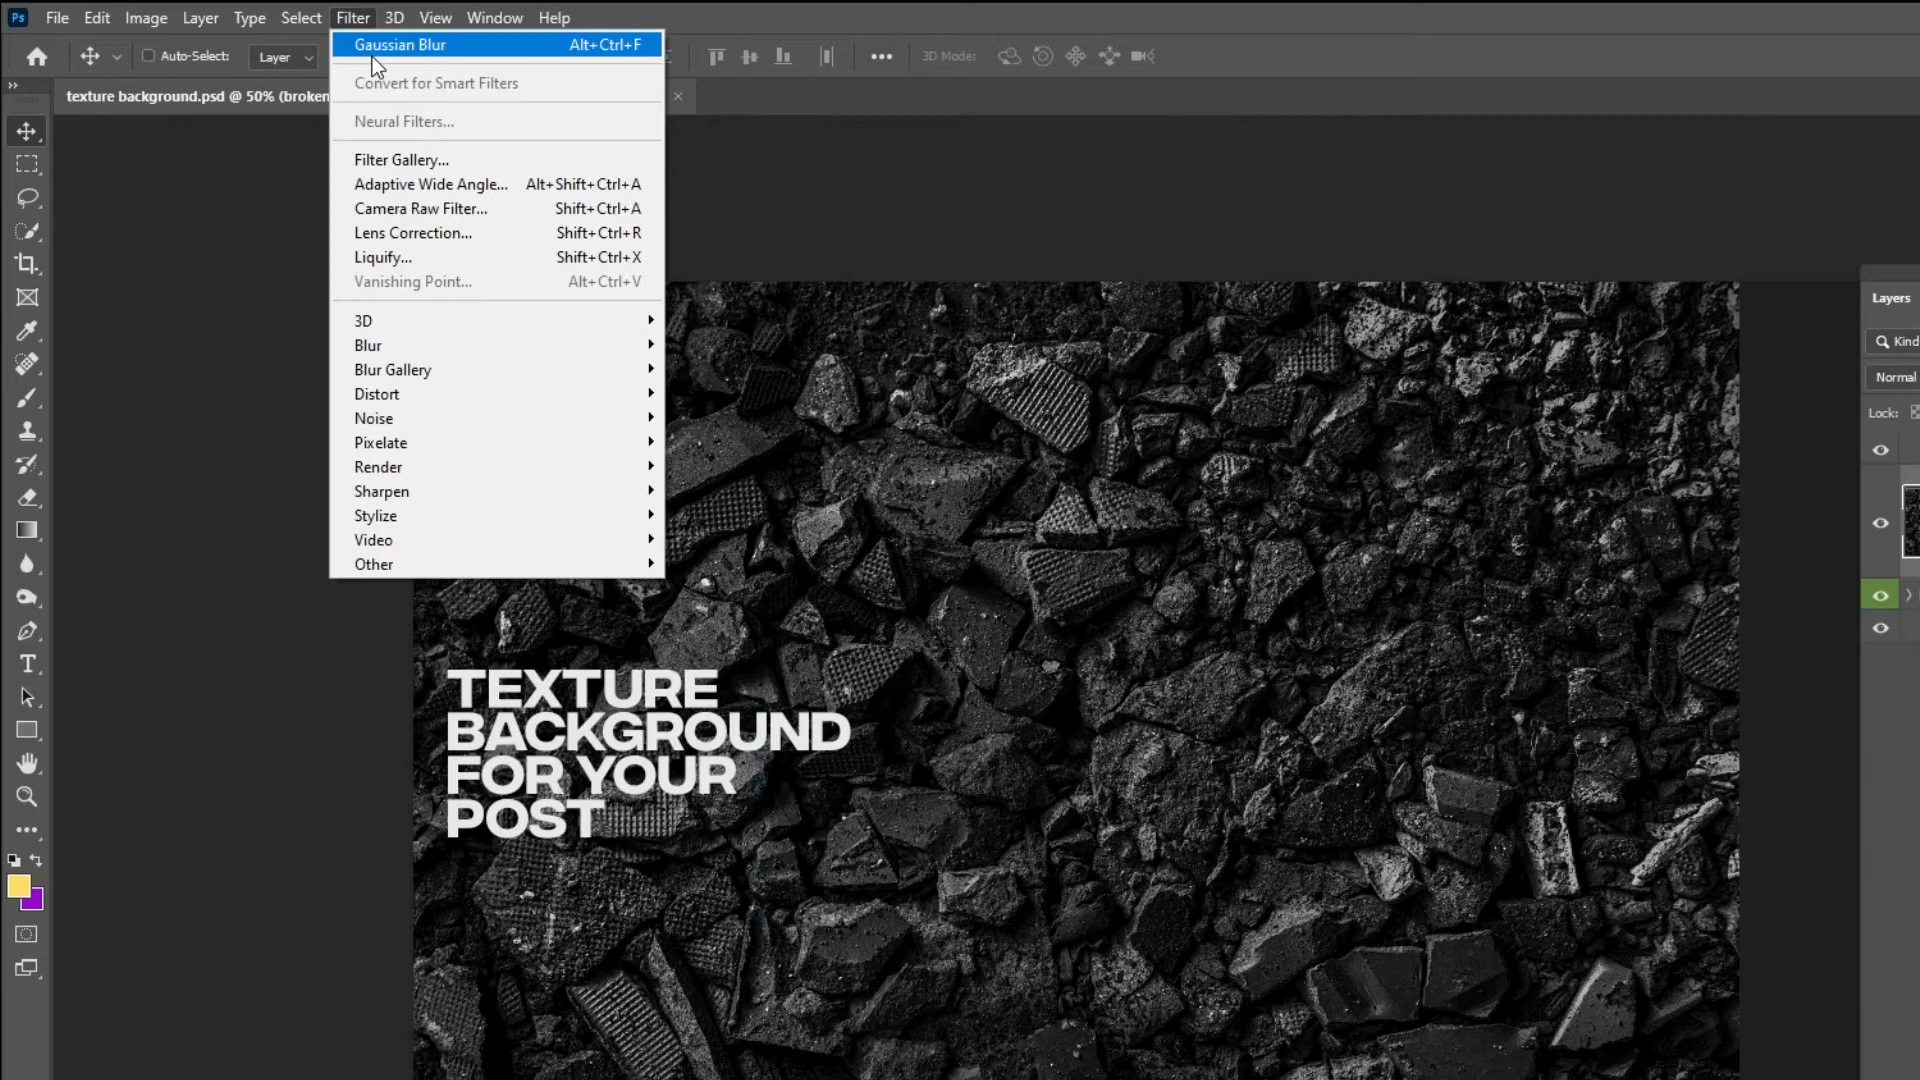 Ps File Edit Image Layer Type Select Filter 3D View Window Help
Auto-Select: Layer 3D Mode:
texture background.psd @ 50% (broken
Gaussian Blur Alt+Ctrl+F
Convert for Smart Filters
Neural Filters...
Filter Gallery...
Adaptive Wide Angle... Alt+Shift+Ctrl+A
Camera Raw Filter... Shift+Ctrl+A
Lens Correction... Shift+Ctrl+R
Liquify... Shift+Ctrl+X
Vanishing Point... Alt+Ctrl+V
3D
Blur
Blur Gallery
Distort
Noise
Pixelate
Render
Sharpen
Stylize
Video
Other
Layers
Kind
Normal
Lock:
TEXTURE
BACKGROUND
FOR YOUR
POST